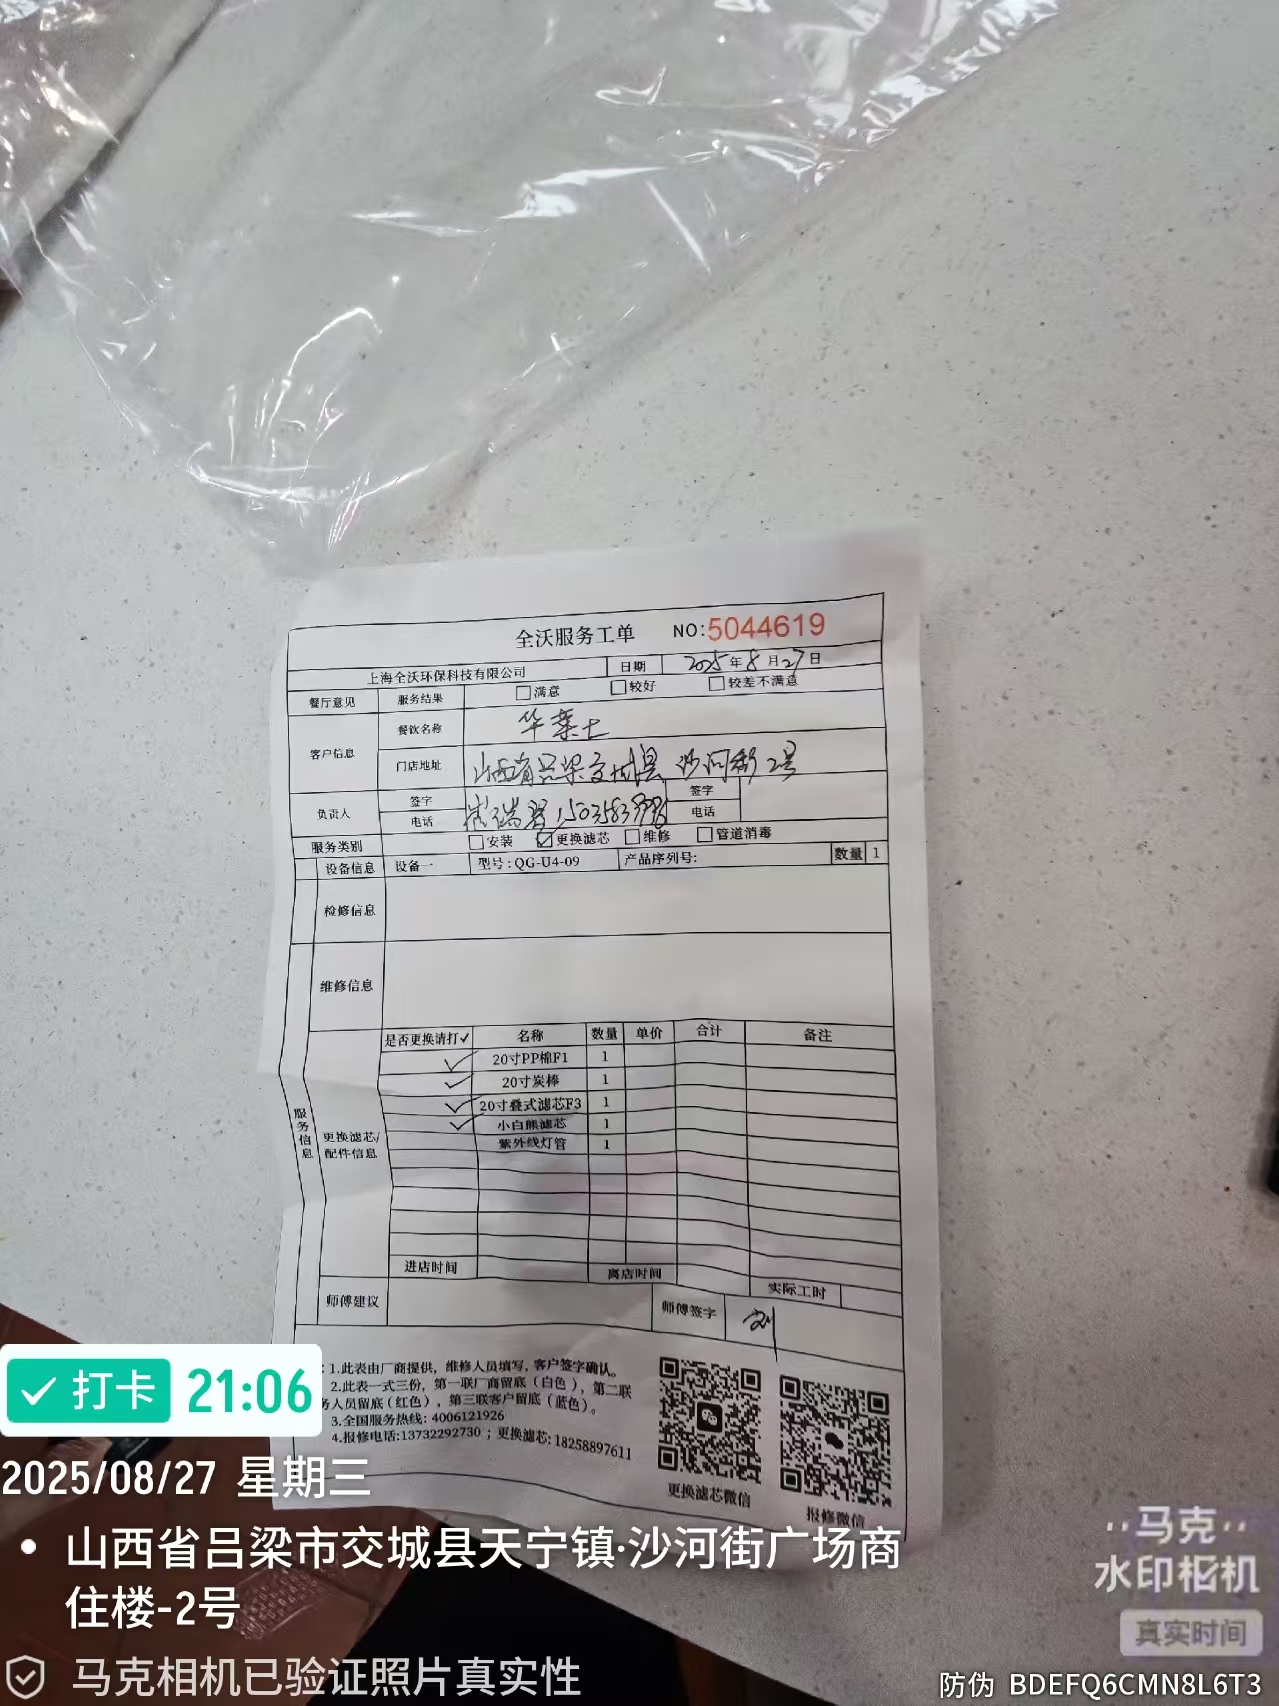 全沃服务工单 NO:5044619
上海全沃环保科技有限公司 日期 2025年8月27日
餐厅意见 服务结果 满意 较好 较差不满意
客户信息 餐饮名称 华莱士
门店地址 山西省吕梁交城县沙河街2号
负责人 签字 签字
电话 电话
服务类别 安装 更换滤芯 维修 管道消毒
设备信息 设备一 型号:QG-U4-09 产品序列号: 数量 1
检修信息
维修信息
服务信息
更换滤芯/
配件信息
是否更换请打✓ 名称 数量 单价 合计 备注
✓ 20寸PP棉F1 1
✓ 20寸炭棒 1
✓ 20寸叠式滤芯F3 1
✓ 小白熊滤芯 1
紫外线灯管 1
进店时间 离店时间 实际工时
师傅建议 师傅签字 刘
:1.此表由厂商提供，维修人员填写，客户签字确认。
2.此表一式三份，第一联厂商留底（白色），第二联
务人员留底（红色），第三联客户留底（蓝色）。
3.全国服务热线: 4006121926
4.报修电话:13732292730；更换滤芯: 18258897611
更换滤芯微信
报修微信
打卡 21:06
2025/08/27 星期三
山西省吕梁市交城县天宁镇·沙河街广场商
住楼-2号
马克相机已验证照片真实性
马克
水印相机
真实时间
防伪 BDEFQ6CMN8L6T3